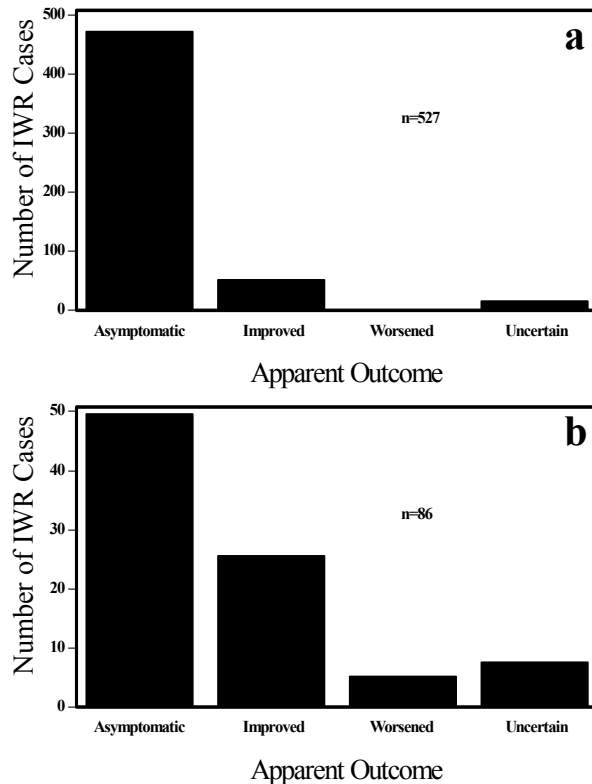 a
Number of IWR Cases
500
400
300
200
100
0
n=527
Asymptomatic Improved Worsened Uncertain
Apparent Outcome
b
Number of IWR Cases
50
40
30
20
10
0
n=86
Asymptomatic Improved Worsened Uncertain
Apparent Outcome